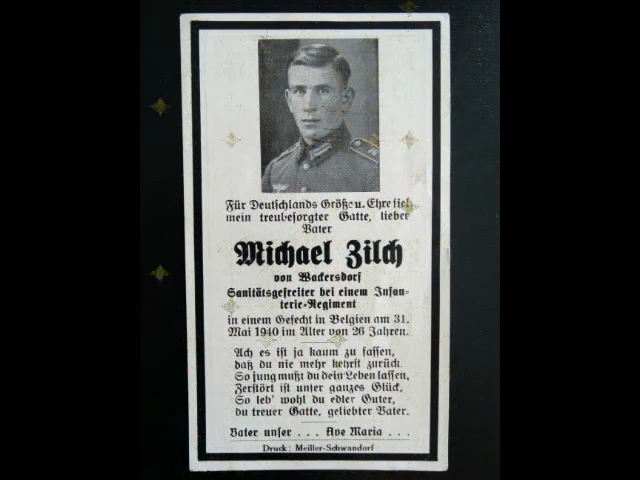 Für Deutschlands Größe u. Ehre fiel
mein treubesorgter Gatte, lieber
Vater
Michael Zilch
von Wackersdorf
Sanitätsgefreiter bei einem Infan-
terie-Regiment
in einem Gefecht in Belgien am 31.
Mai 1940 im Alter von 26 Jahren.
Ach es ist ja kaum zu fassen,
daß du nie mehr kehrst zurück.
So jung mußt du dein Leben lassen,
Zerstört ist unser ganzes Glück.
So leb' wohl du edler Guter,
du treuer Gatte, geliebter Vater.
Vater unser . . . Ave Maria . . .
Druck: Meiller-Schwandorf